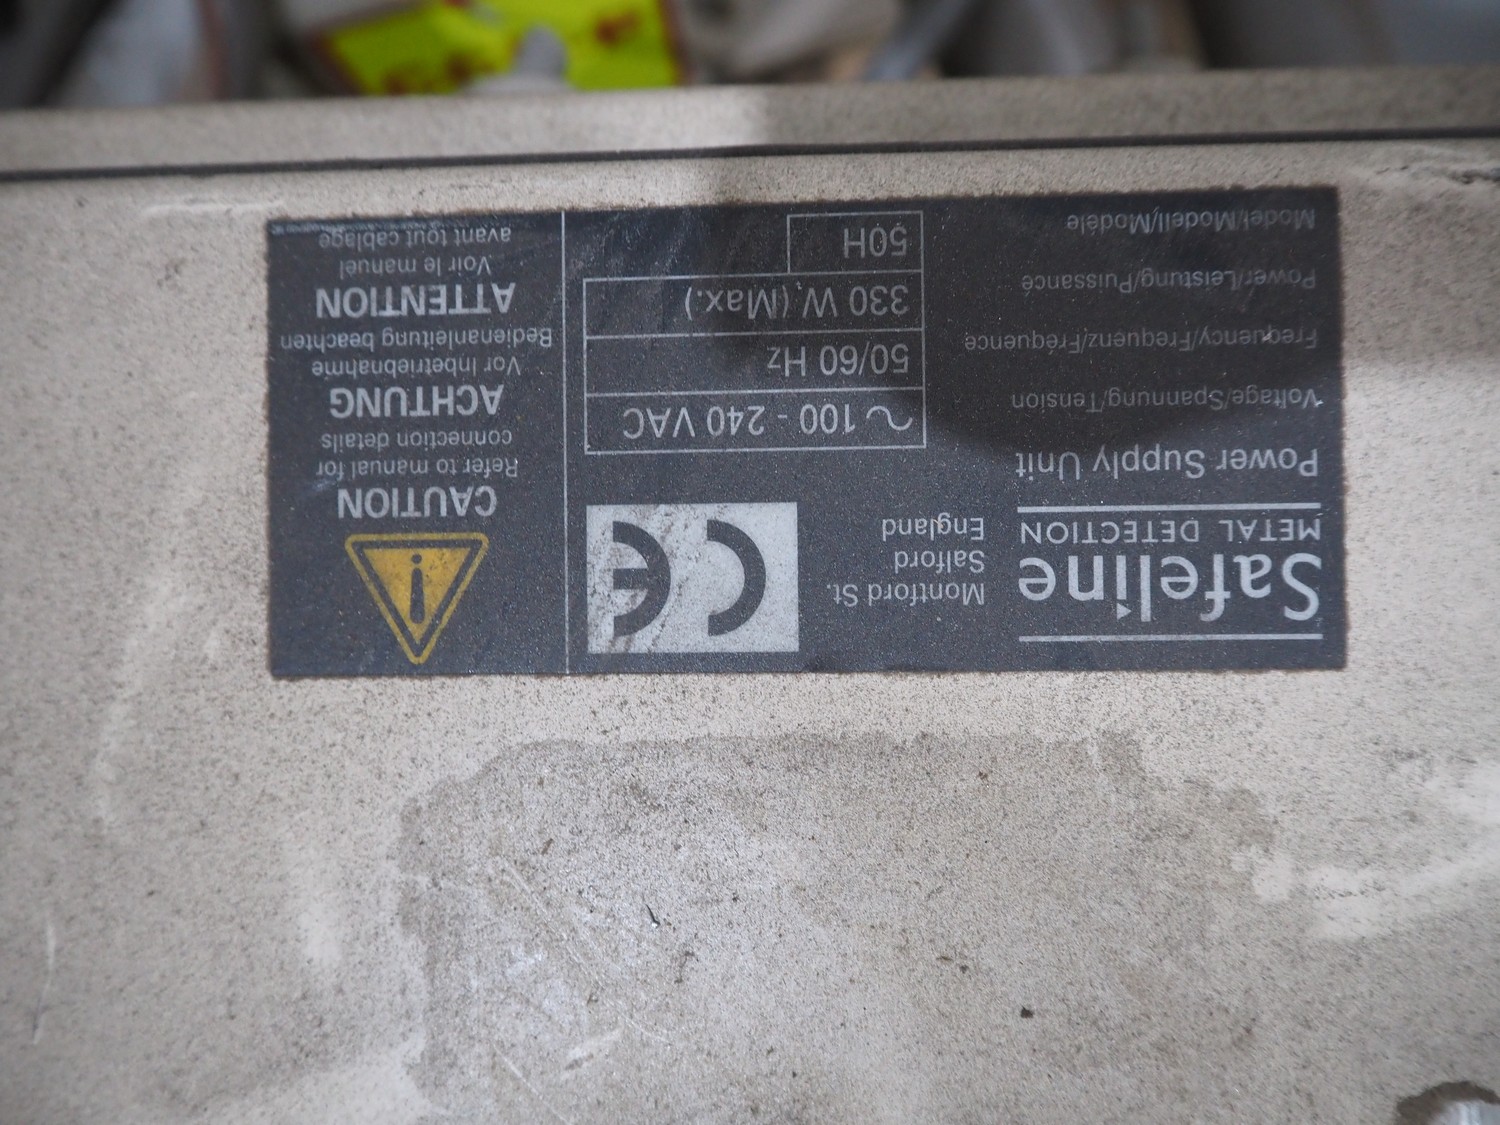 Safeline
METAL DETECTION
Montford St.
Salford
England
CE
Power Supply Unit
Voltage/Spannung/Tension
~ 100 - 240 VAC
Frequency/Frequenz/Fréquence
50/60 Hz
Power/Leistung/Puissance
330 W (Max.)
Model/Modell/Modèle
50H
CAUTION
Refer to manual for
connection details
ACHTUNG
Vor Inbetriebnahme
Bedienanleitung beachten
ATTENTION
Voir le manuel
avant tout cablage